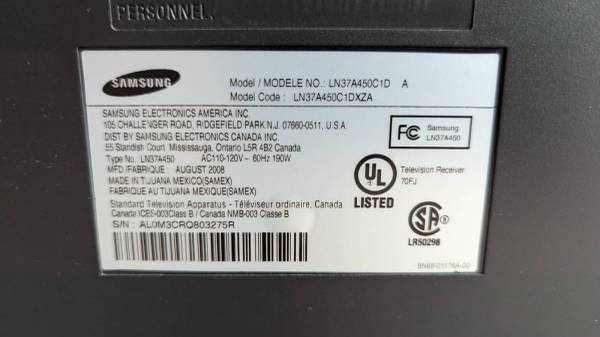 PERSONNEL.
SAMSUNG
Model / MODELE NO.: LN37A450C1D A
Model Code : LN37A450C1DXZA
SAMSUNG ELECTRONICS AMERICA INC.
105 CHALLENGER ROAD, RIDGEFIELD PARK N.J. 07660-0511, U.S.A
DIST BY SAMSUNG ELECTRONICS CANADA INC.
55 Standish Court Mississauga, Ontario L5R 4B2 Canada
Type No.: LN37A450 AC110-120V~ 60Hz 190W
MFD /FABRIQUE : AUGUST 2008
MADE IN TIJUANA MEXICO(SAMEX)
FABRIQUE AU TIJUANA MEXIQUE(SAMEX)
Standard Television Apparatus - Téléviseur ordinaire, Canada
Canada ICES-003Class B / Canada NMB-003 Classe B
S/N : AL0M3CRQ803275R
FC Samsung
LN37A450
UL
LISTED
Television Receiver
70FJ
SA
LR50298
BN68-01176A-00